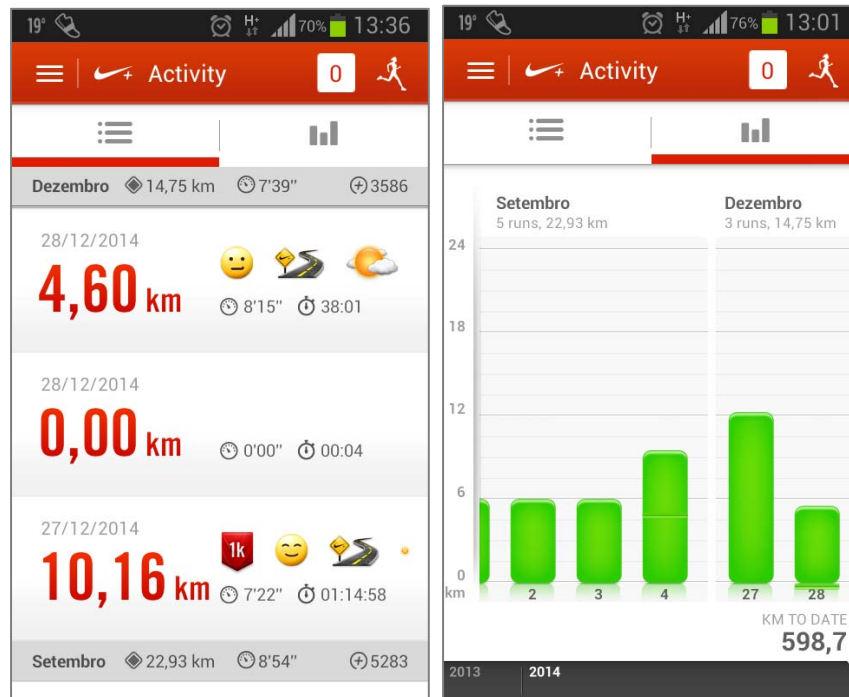 19° H+ 70% 13:36
Activity 0
Dezembro 14,75 km 7'39" 3586
28/12/2014
4,60 km 8'15" 38:01
28/12/2014
0,00 km 0'00" 00:04
27/12/2014
1k
10,16 km 7'22" 01:14:58
Setembro 22,93 km 8'54" 5283
19° H+ 76% 13:01
Activity 0
Setembro Dezembro
5 runs, 22,93 km 3 runs, 14,75 km
24
18
12
6
0
km 2 3 4 27 28
KM TO DATE
598,7
2013 2014